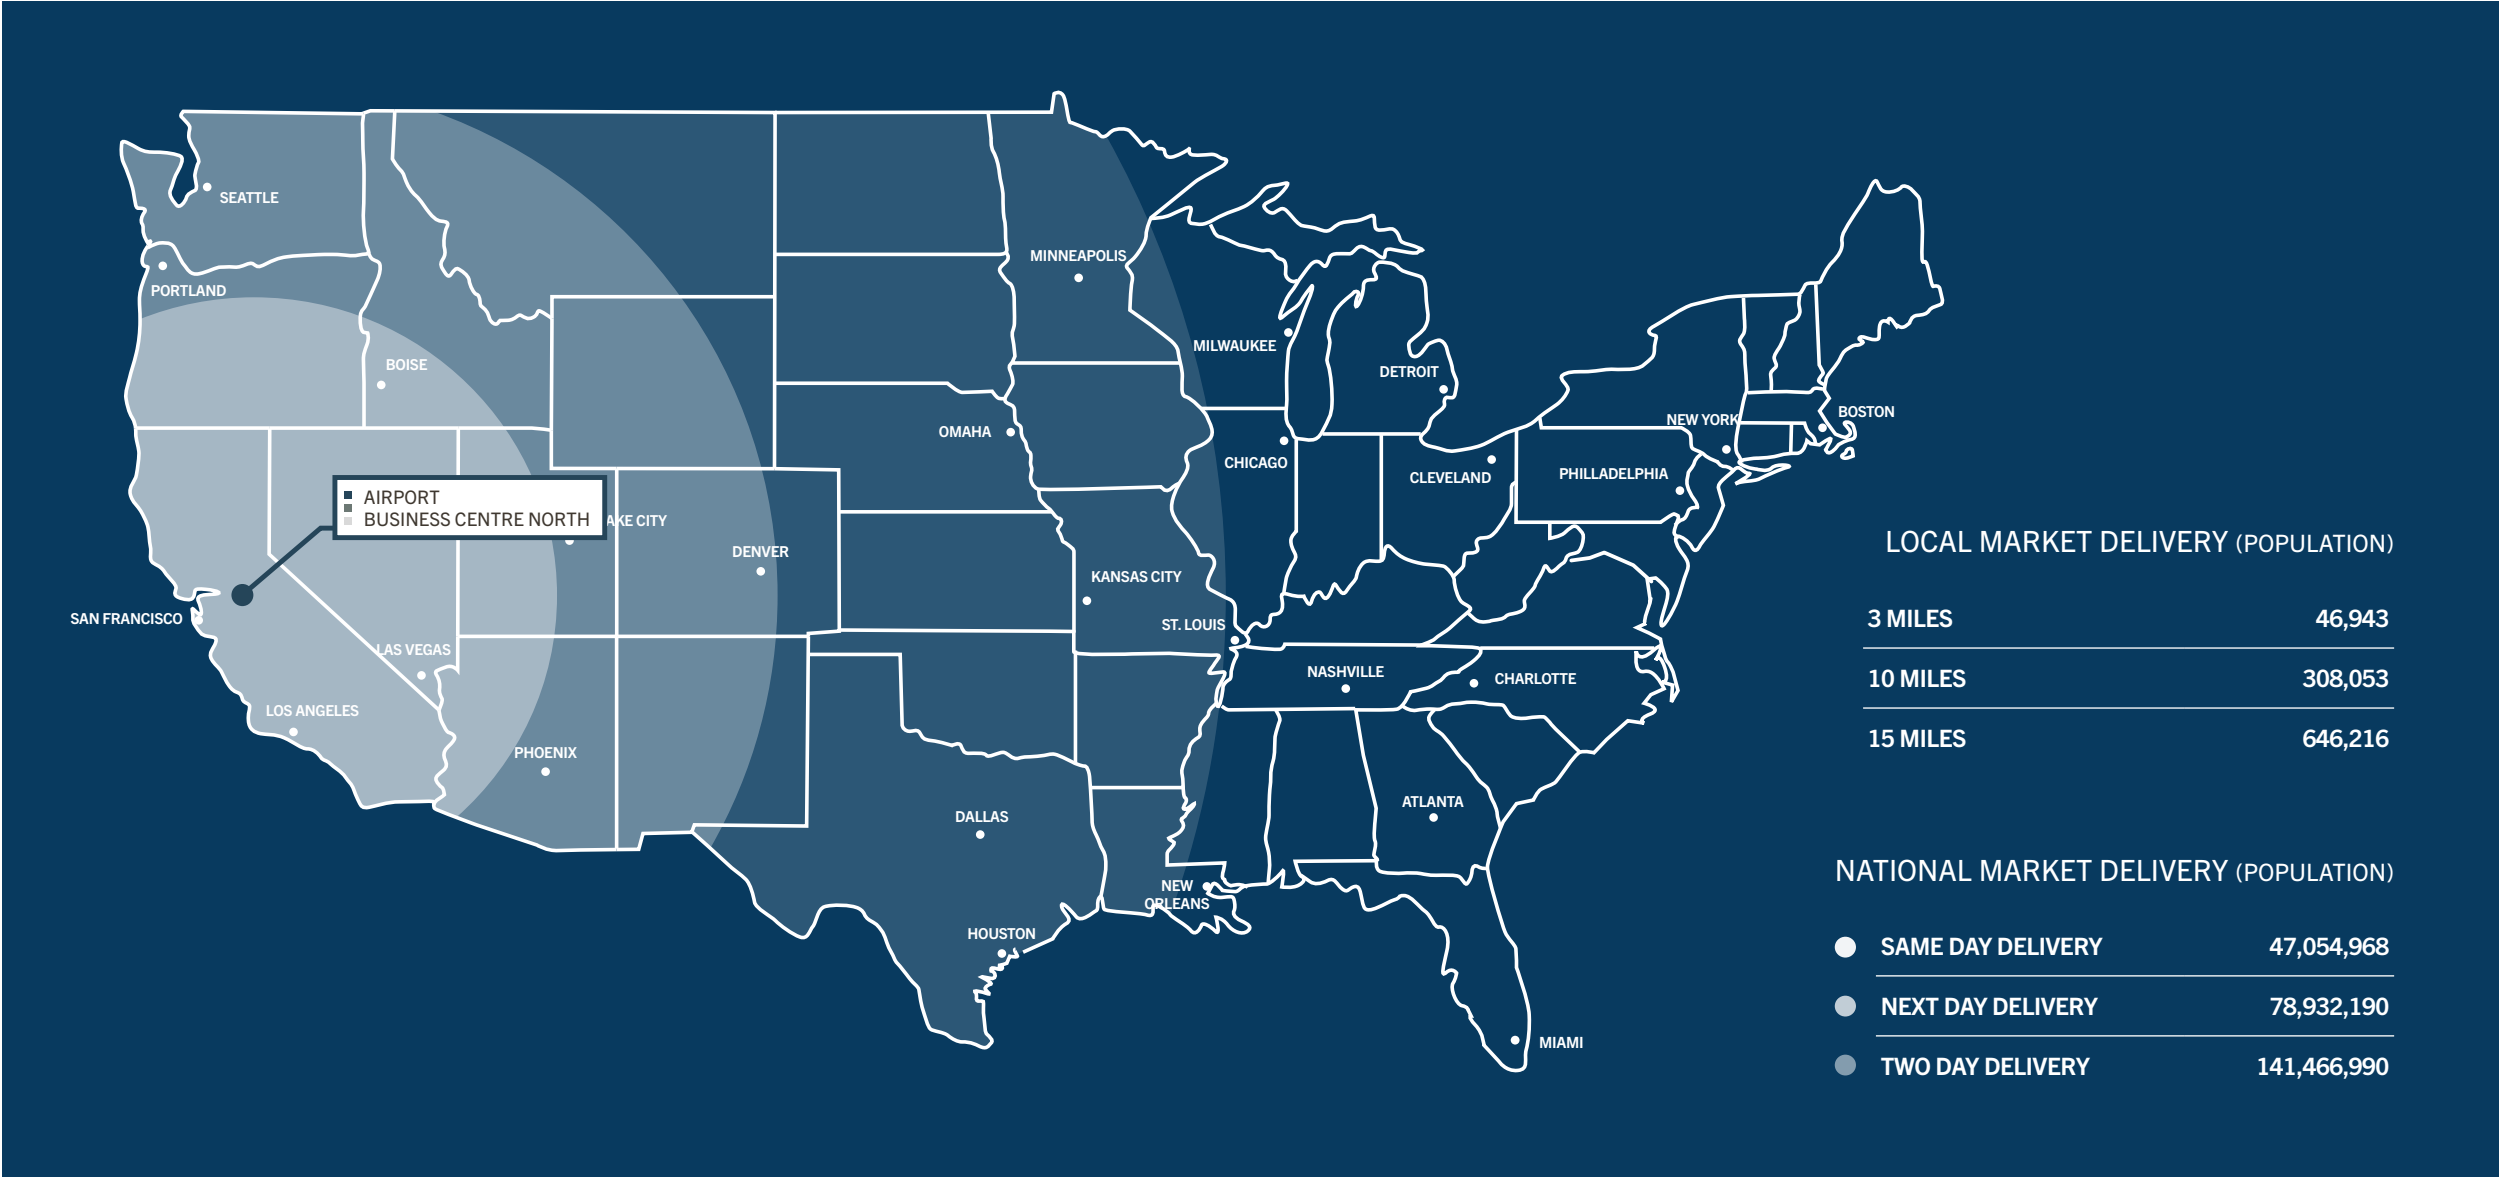 SEATTLE
PORTLAND
BOISE
AIRPORT
BUSINESS CENTRE NORTH
AKE CITY
DENVER
SAN FRANCISCO
LAS VEGAS
LOS ANGELES
PHOENIX
MINNEAPOLIS
OMAHA
KANSAS CITY
ST. LOUIS
DALLAS
HOUSTON
NEW
ORLEANS
MILWAUKEE
CHICAGO
DETROIT
CLEVELAND
PHILLADELPHIA
NEW YORK
BOSTON
NASHVILLE
CHARLOTTE
ATLANTA
MIAMI
LOCAL MARKET DELIVERY (POPULATION)
3 MILES 46,943
10 MILES 308,053
15 MILES 646,216
NATIONAL MARKET DELIVERY (POPULATION)
SAME DAY DELIVERY 47,054,968
NEXT DAY DELIVERY 78,932,190
TWO DAY DELIVERY 141,466,990